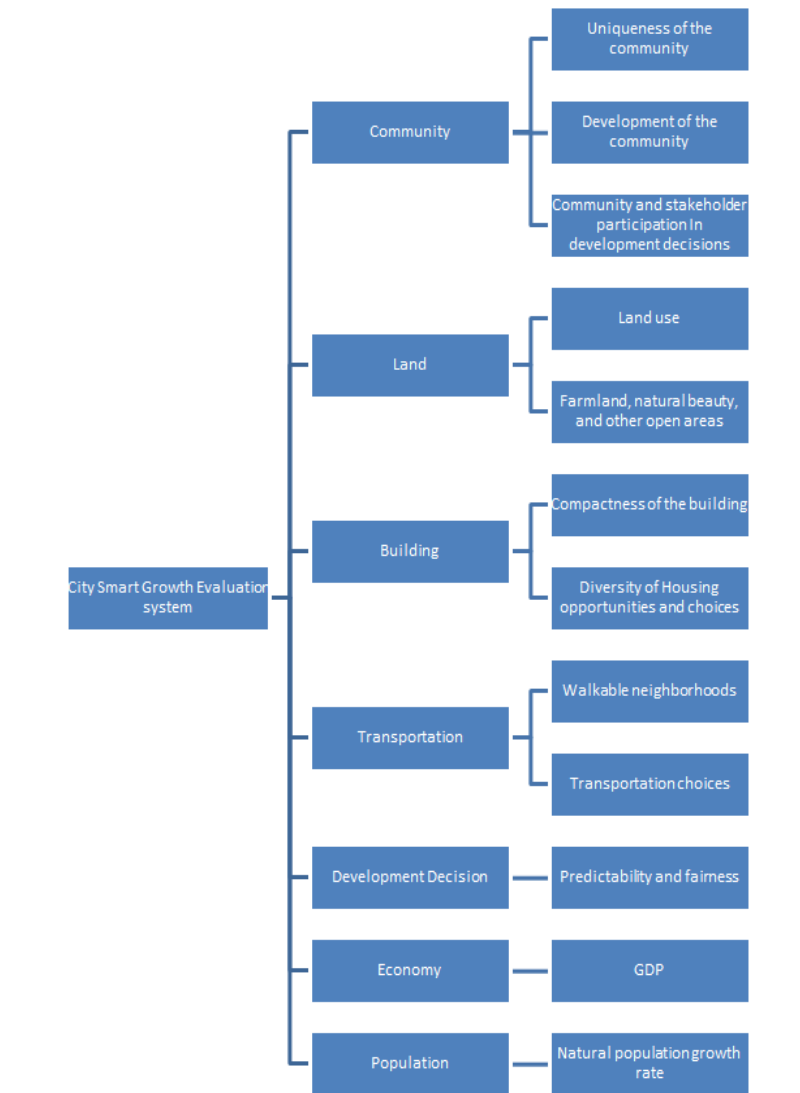 Uniqueness of the
community
Community
Development of the
community
Community and stakeholder
participation In
development decisions
Land
Land use
Farmland, natural beauty,
and other open areas
Building
Compactness of the building
Diversity of Housing
opportunities and choices
City Smart Growth Evaluation
system
Transportation
Walkable neighborhoods
Transportation choices
Development Decision
Predictability and fairness
Economy
GDP
Population
Natural population growth
rate